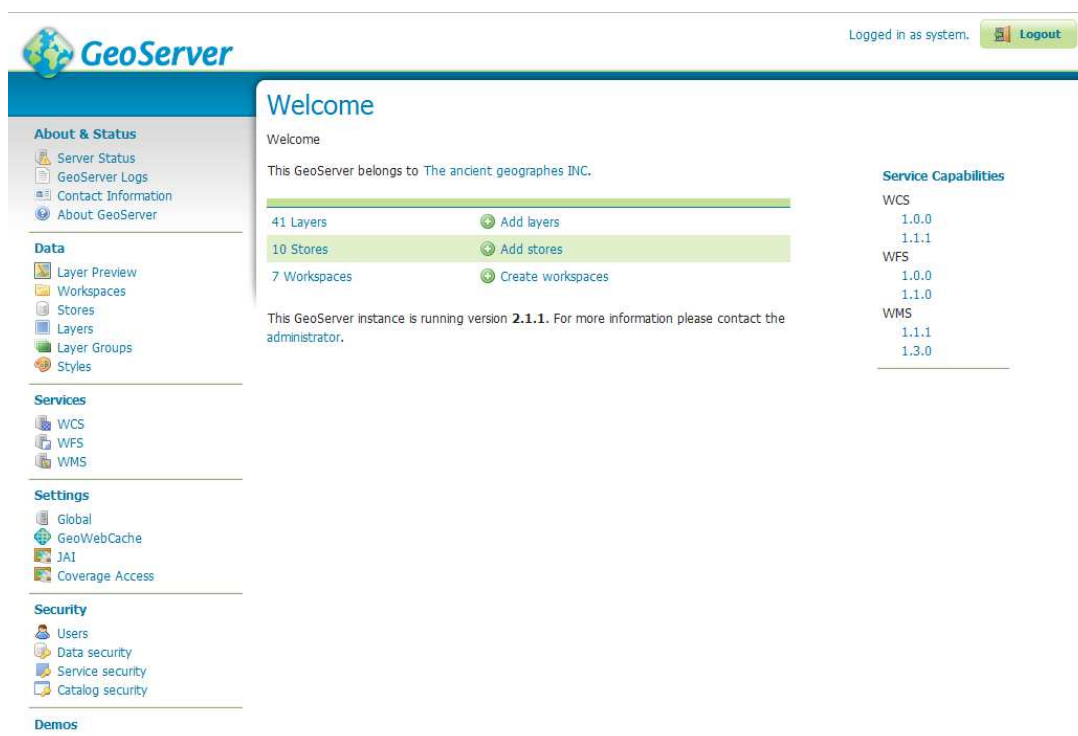 GeoServer
Logged in as system.
Logout
About & Status
Server Status
GeoServer Logs
Contact Information
About GeoServer
Data
Layer Preview
Workspaces
Stores
Layers
Layer Groups
Styles
Services
WCS
WFS
WMS
Settings
Global
GeoWebCache
JAI
Coverage Access
Security
Users
Data security
Service security
Catalog security
Demos
Welcome
Welcome
This GeoServer belongs to The ancient geographes INC.
41 Layers Add layers
10 Stores Add stores
7 Workspaces Create workspaces
This GeoServer instance is running version 2.1.1. For more information please contact the
administrator.
Service Capabilities
WCS
1.0.0
1.1.1
WFS
1.0.0
1.1.0
WMS
1.1.1
1.3.0